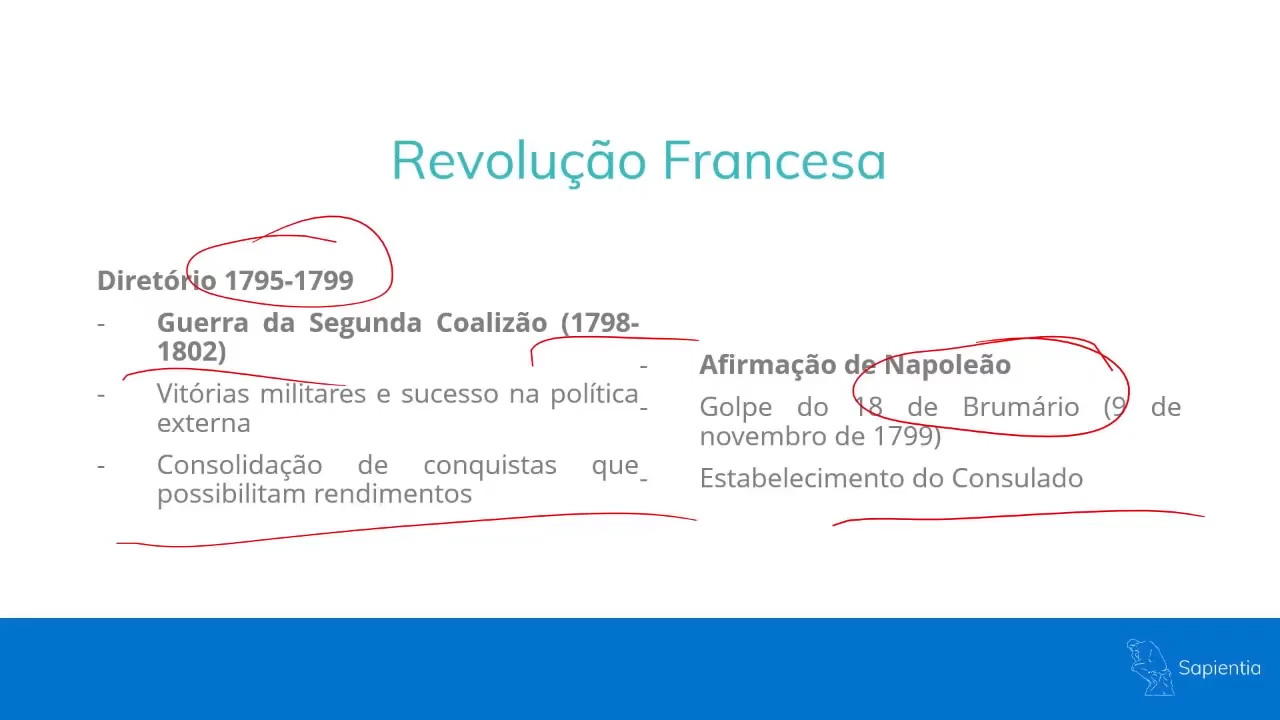 Revolução Francesa
Diretório 1795-1799
- Guerra da Segunda Coalizão (1798-
1802)
- Vitórias militares e sucesso na política
externa
- Consolidação de conquistas que
possibilitam rendimentos
- Afirmação de Napoleão
- Golpe do 18 de Brumário (9 de
novembro de 1799)
- Estabelecimento do Consulado
Sapientia